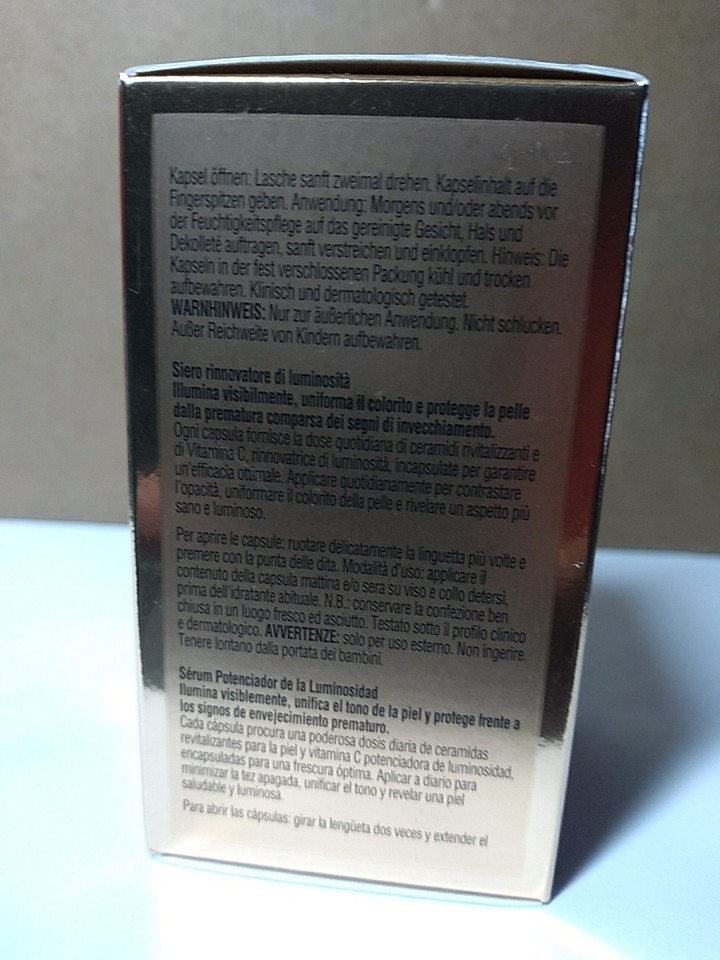 Kapsel öffnen: Lasche sanft zweimal drehen. Kapselinhalt auf die
Fingerspitzen geben. Anwendung: Morgens und/oder abends vor
der Feuchtigkeitspflege auf das gereinigte Gesicht, Hals und
Dekolleté auftragen, sanft verstreichen und einklopfen. Hinweis: Die
Kapseln in der fest verschlossenen Packung kühl und trocken
aufbewahren. Klinisch und dermatologisch getestet.
WARNHINWEIS: Nur zur äußerlichen Anwendung. Nicht schlucken.
Außer Reichweite von Kindern aufbewahren.
Siero rinnovatore di luminosità
Illumina visibilmente, uniforma il colorito e protegge la pelle
dalla prematura comparsa dei segni di invecchiamento.
Ogni capsula fornisce la dose quotidiana di ceramidi rivitalizzanti e
di Vitamina C, rinnovatrice di luminosità, incapsulate per garantire
un'efficacia ottimale. Applicare quotidianamente per contrastare
l'opacità, uniformare il colorito della pelle e rivelare un aspetto più
sano e luminoso.
Per aprire le capsule: ruotare delicatamente la linguetta più volte e
premere con la punta delle dita. Modalità d'uso: applicare il
contenuto della capsula mattina e/o sera su viso e collo detersi,
prima dell'idratante abituale. N.B.: conservare la confezione ben
chiusa in un luogo fresco ed asciutto. Testato sotto il profilo clinico
e dermatologico. AVVERTENZE: solo per uso esterno. Non ingerire.
Tenere lontano dalla portata dei bambini.
Sérum Potenciador de la Luminosidad
Ilumina visiblemente, unifica el tono de la piel y protege frente a
los signos de envejecimiento prematuro.
Cada cápsula procura una poderosa dosis diaria de ceramidas
revitalizantes para la piel y vitamina C potenciadora de luminosidad,
encapsuladas para una frescura óptima. Aplicar a diario para
minimizar la tez apagada, unificar el tono y revelar una piel
saludable y luminosa.
Para abrir las cápsulas: girar la lengüeta dos veces y extender el